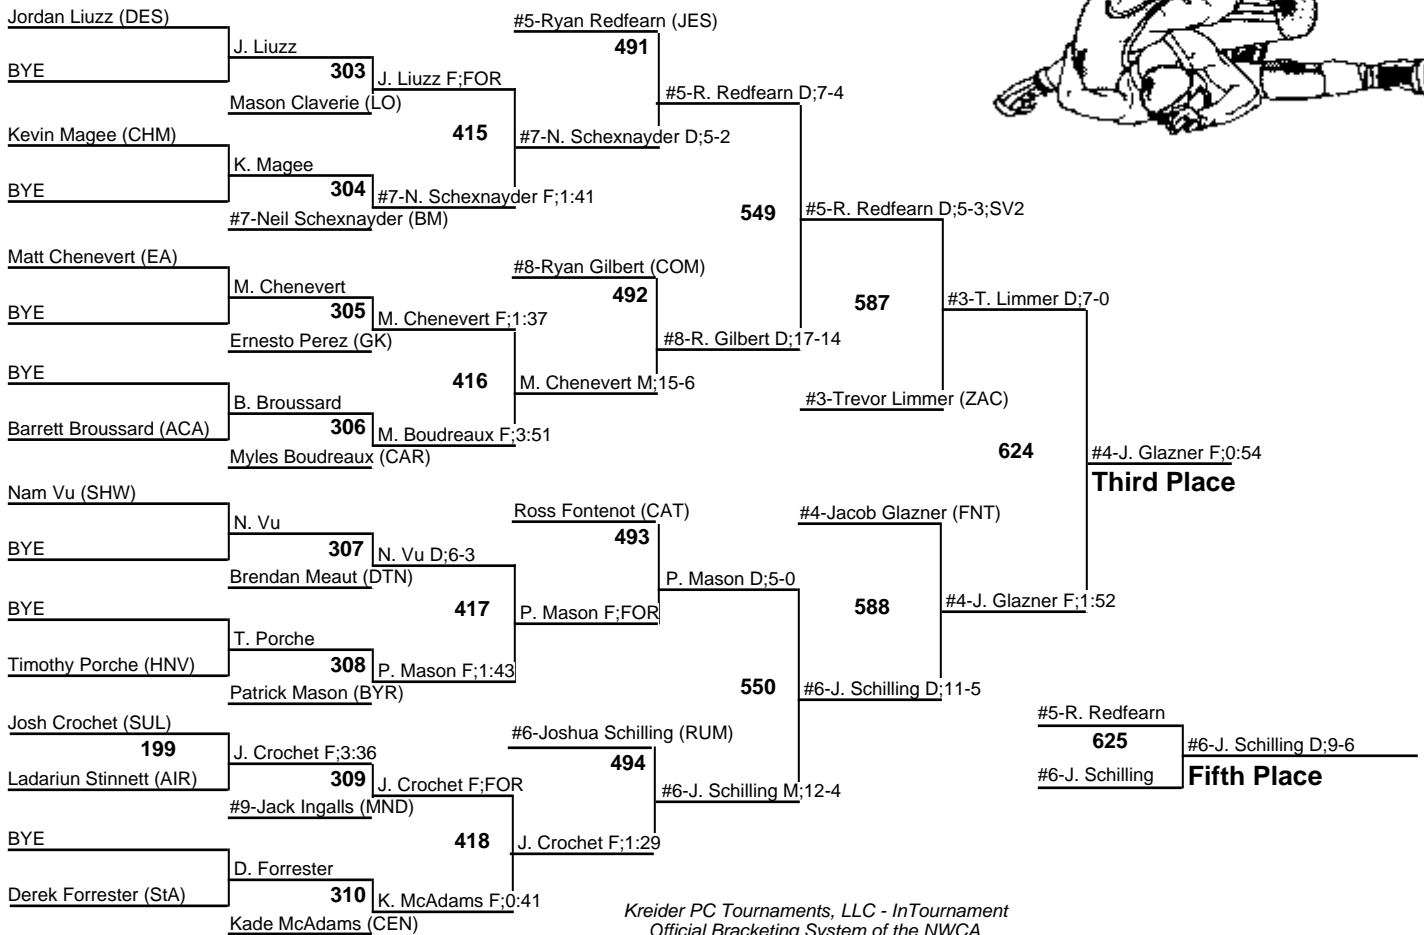 Jordan Liuzz (DES)
BYE
J. Liuzz
303
Mason Claverie (LO)
J. Liuzz F;FOR
Kevin Magee (CHM)
BYE
K. Magee
304
#7-Neil Schexnayder (BM)
#7-N. Schexnayder F;1:41
415
#5-Ryan Redfearn (JES)
491
#7-N. Schexnayder D;5-2
#5-R. Redfearn D;7-4
Matt Chenevert (EA)
BYE
M. Chenevert
305
Ernesto Perez (GK)
M. Chenevert F;1:37
BYE
Barrett Broussard (ACA)
B. Broussard
306
Myles Boudreaux (CAR)
M. Boudreaux F;3:51
416
#8-Ryan Gilbert (COM)
492
M. Chenevert M;15-6
#8-R. Gilbert D;17-14
549
#5-R. Redfearn D;5-3;SV2
587
#3-Trevor Limmer (ZAC)
#3-T. Limmer D;7-0
Nam Vu (SHW)
BYE
N. Vu
307
Brendan Meaut (DTN)
N. Vu D;6-3
BYE
Timothy Porche (HNV)
T. Porche
308
Patrick Mason (BYR)
P. Mason F;1:43
417
Ross Fontenot (CAT)
493
P. Mason F;FOR
P. Mason D;5-0
Josh Crochet (SUL)
199
Ladariun Stinnett (AIR)
J. Crochet F;3:36
309
#9-Jack Ingalls (MND)
J. Crochet F;FOR
BYE
Derek Forrester (StA)
D. Forrester
310
Kade McAdams (CEN)
K. McAdams F;0:41
418
#6-Joshua Schilling (RUM)
494
J. Crochet F;1:29
#6-J. Schilling M;12-4
550
#4-Jacob Glazner (FNT)
588
#6-J. Schilling D;11-5
#4-J. Glazner F;1:52
624
#4-J. Glazner F;0:54
Third Place
#5-R. Redfearn
625
#6-J. Schilling
#6-J. Schilling D;9-6
Fifth Place
Kreider PC Tournaments, LLC - InTournament
Official Bracketing System of the NWCA